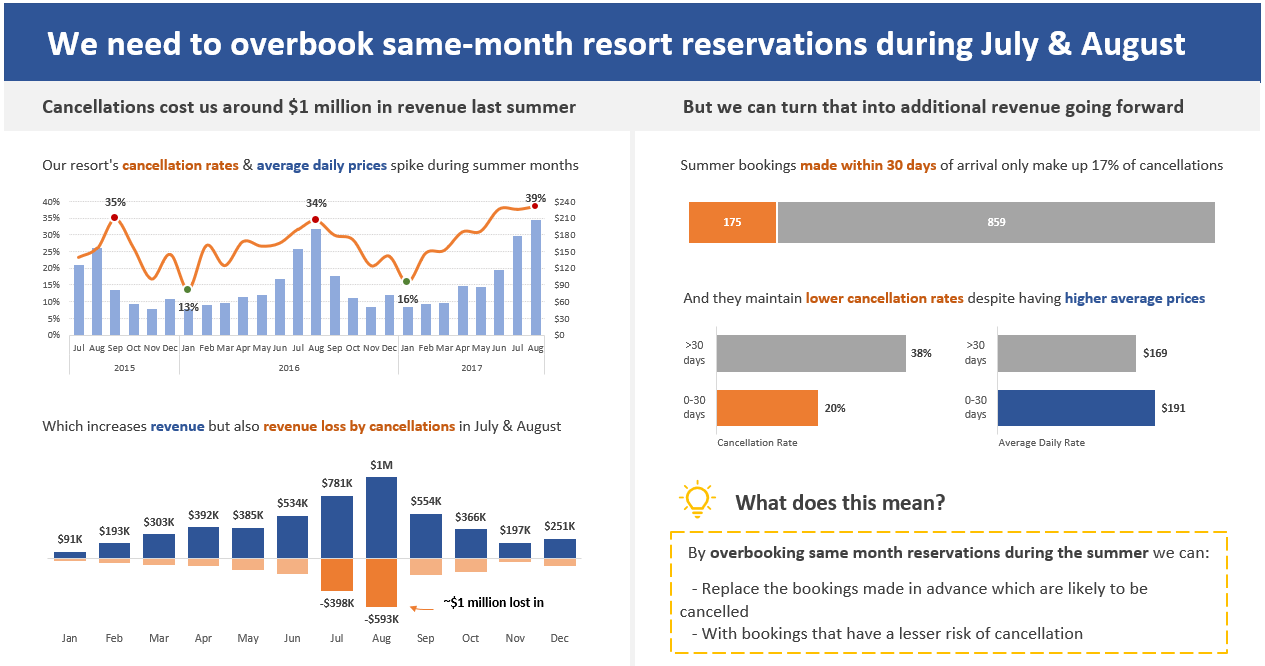 We need to overbook same-month resort reservations during July & August
Cancellations cost us around $1 million in revenue last summer
Our resort's cancellation rates & average daily prices spike during summer months
40%
35%
30%
25%
20%
15%
10%
5%
0%
35%
13%
34%
16%
39%
$240
$210
$180
$150
$120
$90
$60
$30
$0
Jul Aug Sep Oct Nov Dec Jan Feb Mar Apr May Jun Jul Aug Sep Oct Nov Dec Jan Feb Mar Apr May Jun Jul Aug
2015 2016 2017
Which increases revenue but also revenue loss by cancellations in July & August
$91K
$193K
$303K
$392K
$385K
$534K
$781K
$1M
$554K
$366K
$197K
$251K
-$398K
-$593K
~$1 million lost in
Jan Feb Mar Apr May Jun Jul Aug Sep Oct Nov Dec
But we can turn that into additional revenue going forward
Summer bookings made within 30 days of arrival only make up 17% of cancellations
175 859
And they maintain lower cancellation rates despite having higher average prices
>30
days
38%
0-30
days
20%
Cancellation Rate
>30
days
$169
0-30
days
$191
Average Daily Rate
What does this mean?
By overbooking same month reservations during the summer we can:
- Replace the bookings made in advance which are likely to be
cancelled
- With bookings that have a lesser risk of cancellation